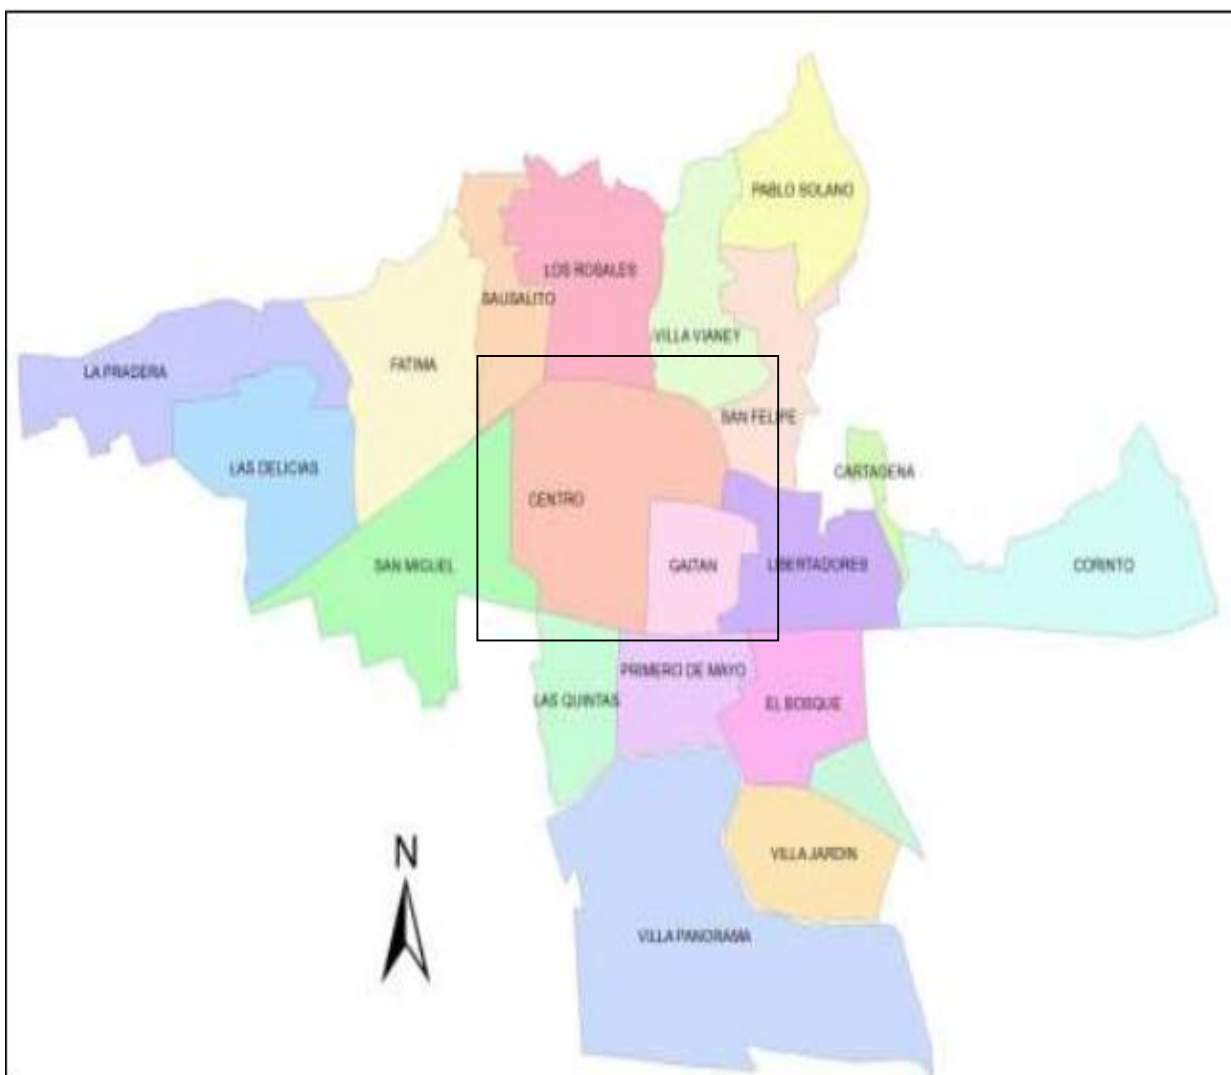 PABLO SOLANO
LOS ROSALES
SAUSALITO
VILLA VIANEY
FATIMA
LA PRADERA
SAN FELIPE
LAS DELICIAS
CARTAGENA
CENTRO
SAN MIGUEL
GAITAN
LIBERTADORES
CORINTO
PRIMERO DE MAYO
LAS QUINTAS
EL BOSQUE
N
VILLA JARDIN
VILLA PANORAMA